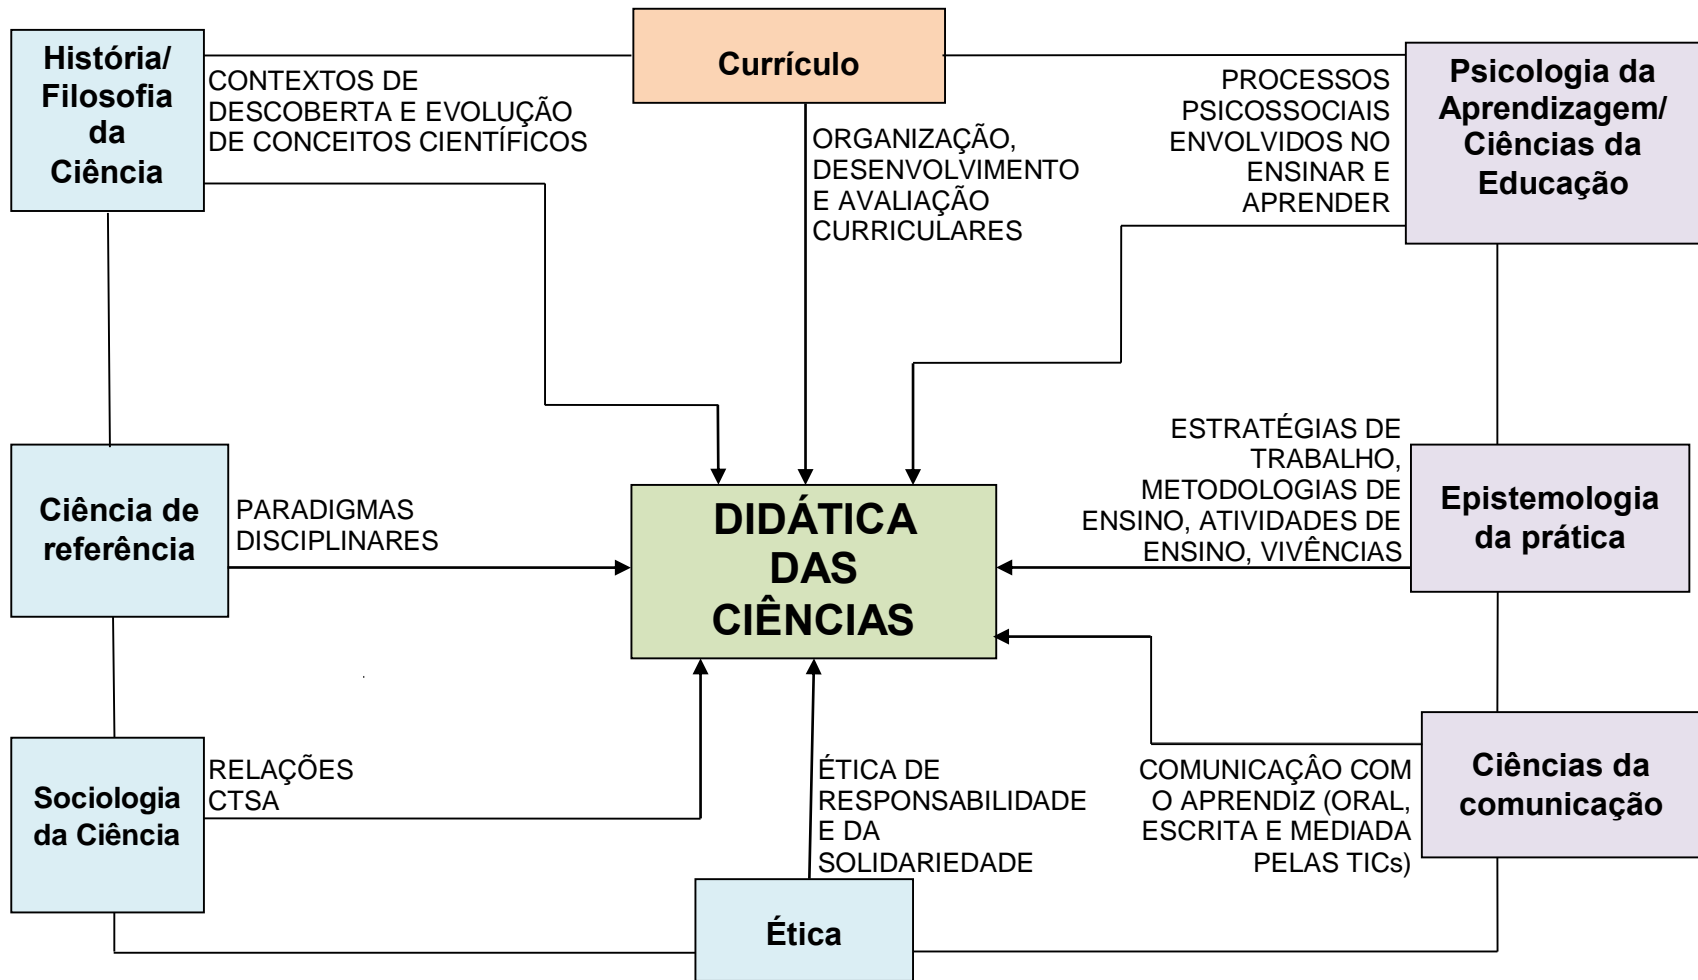 História/
Filosofia
da
Ciência
CONTEXTOS DE
DESCOBERTA E EVOLUÇÃO
DE CONCEITOS CIENTÍFICOS
Currículo
ORGANIZAÇÃO,
DESENVOLVIMENTO
E AVALIAÇÃO
CURRICULARES
PROCESSOS
PSICOSSOCIAIS
ENVOLVIDOS NO
ENSINAR E
APRENDER
Psicologia da
Aprendizagem/
Ciências da
Educação
Ciência de
referência
PARADIGMAS
DISCIPLINARES
DIDÁTICA
DAS
CIÊNCIAS
ESTRATÉGIAS DE
TRABALHO,
METODOLOGIAS DE
ENSINO, ATIVIDADES DE
ENSINO, VIVÊNCIAS
Epistemologia
da prática
Sociologia
da Ciência
RELAÇÕES
CTSA
ÉTICA DE
RESPONSABILIDADE
E DA
SOLIDARIEDADE
Ética
COMUNICAÇÂO COM
O APRENDIZ (ORAL,
ESCRITA E MEDIADA
PELAS TICs)
Ciências da
comunicação